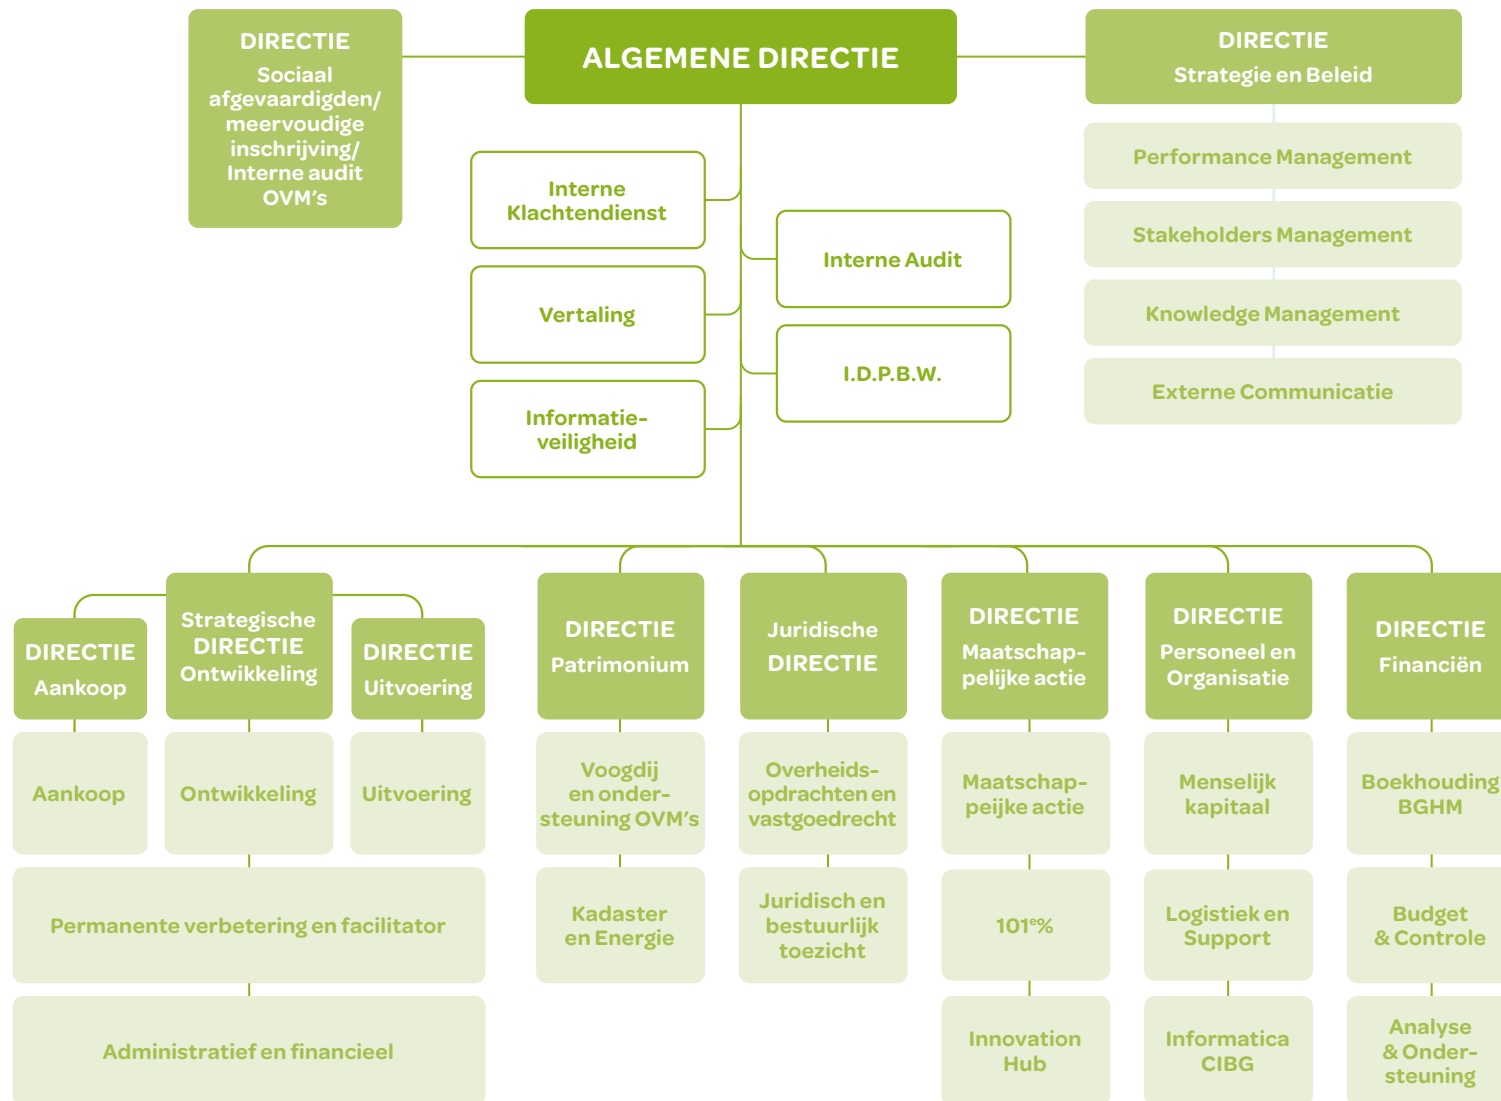 DIRECTIE
Sociaal
afgevaardigden/
meervoudige
inschrijving/
Interne audit
OVM's
ALGEMENE DIRECTIE
DIRECTIE
Strategie en Beleid
Performance Management
Stakeholders Management
Knowledge Management
Externe Communicatie
Interne
Klachtendienst
Interne Audit
Vertaling
I.D.P.B.W.
Informatie-
veiligheid
DIRECTIE
Aankoop
Strategische
DIRECTIE
Ontwikkeling
DIRECTIE
Uitvoering
DIRECTIE
Patrimonium
Juridische
DIRECTIE
DIRECTIE
Maatschap-
pelijke actie
DIRECTIE
Personeel en
Organisatie
DIRECTIE
Financiën
Aankoop
Ontwikkeling
Uitvoering
Voogdij
en onder-
steuning OVM's
Overheids-
opdrachten en
vastgoedrecht
Maatschap-
peijke actie
Menselijk
kapitaal
Boekhouding
BGHM
Permanente verbetering en facilitator
Kadaster
en Energie
Juridisch en
bestuurlijk
toezicht
101e%
Logistiek en
Support
Budget
& Controle
Administratief en financieel
Innovation
Hub
Informatica
CIBG
Analyse
& Onder-
steuning